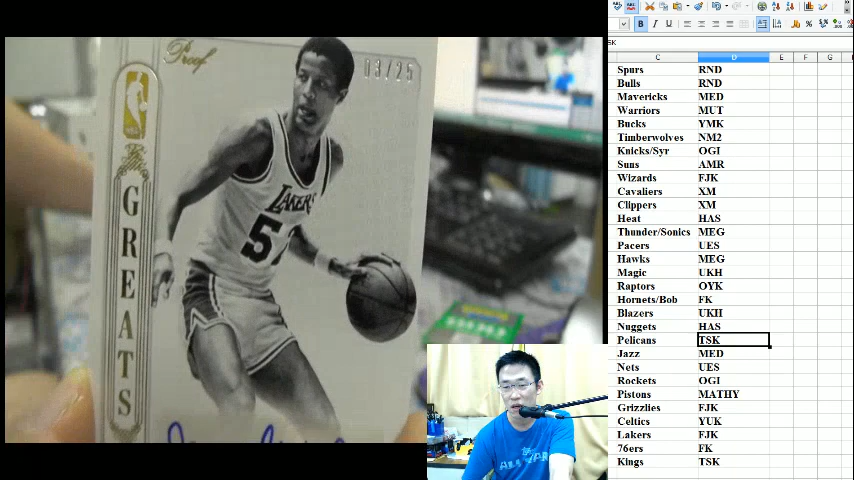 Proof
03/25
GREATS
LAKERS
C D E F G
Spurs RND
Bulls RND
Mavericks MED
Warriors MUT
Bucks YMK
Timberwolves NM2
Knicks/Syr OGI
Suns AMR
Wizards FJK
Cavaliers XM
Clippers XM
Heat HAS
Thunder/Sonics MEG
Pacers UES
Hawks MEG
Magic UKH
Raptors OYK
Hornets/Bob FK
Blazers UKH
Nuggets HAS
Pelicans TSK
Jazz MED
Nets UES
Rockets OGI
Pistons MATHY
Grizzlies FJK
Celtics YUK
Lakers FJK
76ers FK
Kings TSK